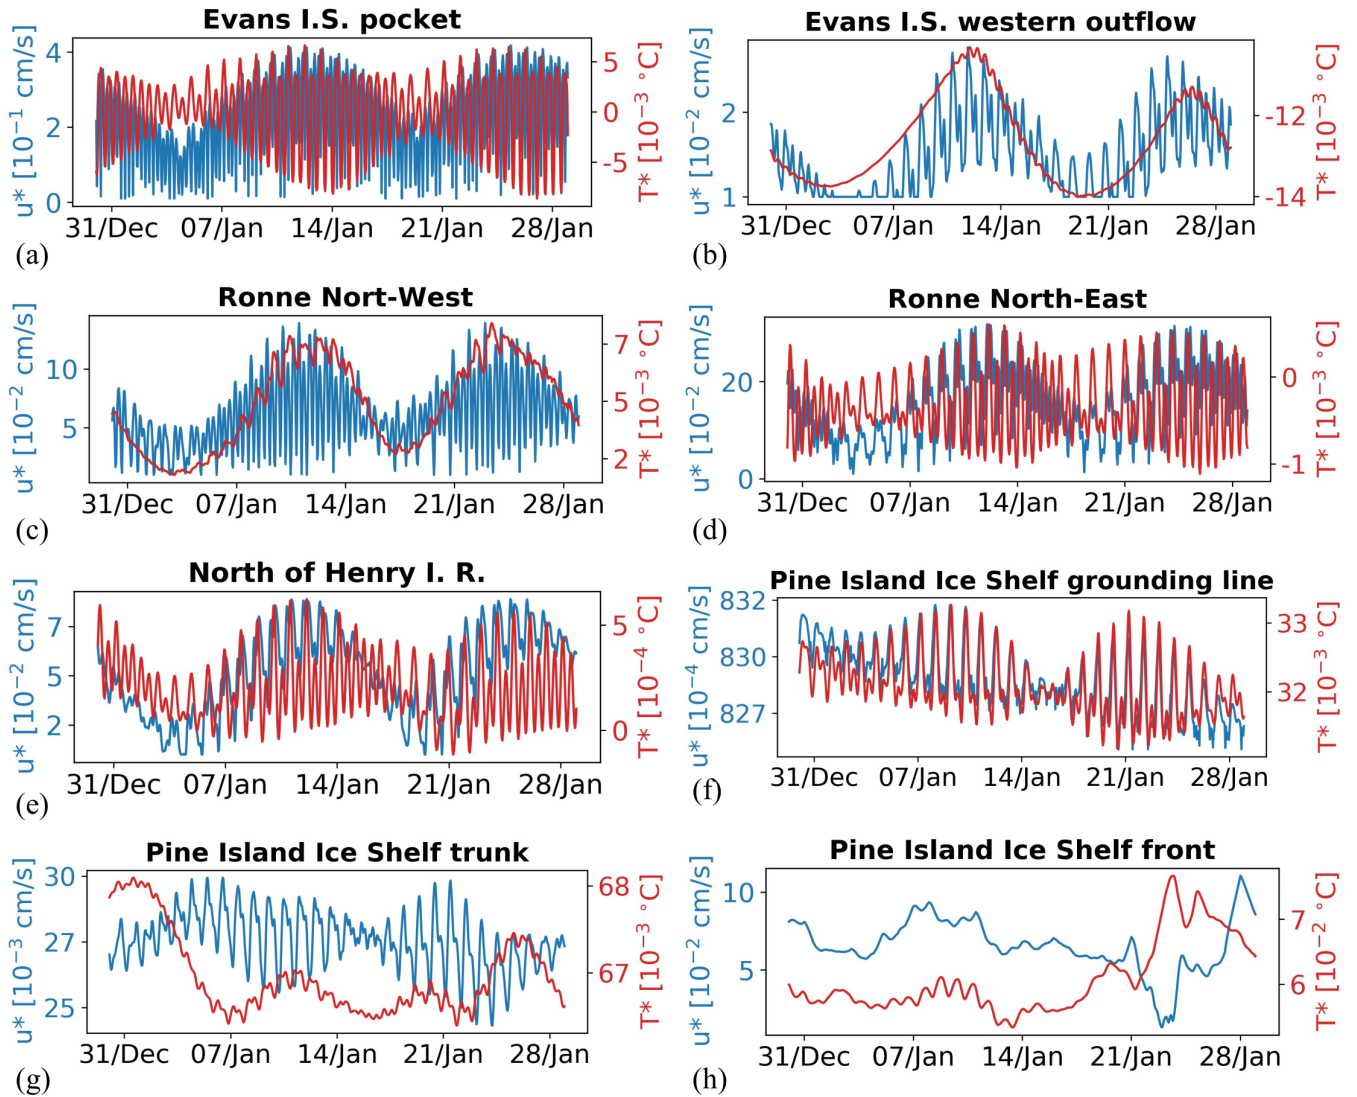 Evans I.S. pocket
u* [10⁻¹ cm/s]
4
2
0
T* [10⁻³ °C]
5
0
-5
31/Dec 07/Jan 14/Jan 21/Jan 28/Jan
(a)
Evans I.S. western outflow
u* [10⁻² cm/s]
2
1
T* [10⁻³ °C]
-12
-14
31/Dec 07/Jan 14/Jan 21/Jan 28/Jan
(b)
Ronne Nort-West
u* [10⁻² cm/s]
10
5
T* [10⁻³ °C]
7
5
2
31/Dec 07/Jan 14/Jan 21/Jan 28/Jan
(c)
Ronne North-East
u* [10⁻² cm/s]
20
0
T* [10⁻³ °C]
0
-1
31/Dec 07/Jan 14/Jan 21/Jan 28/Jan
(d)
North of Henry I. R.
u* [10⁻² cm/s]
7
5
2
T* [10⁻⁴ °C]
5
0
31/Dec 07/Jan 14/Jan 21/Jan 28/Jan
(e)
Pine Island Ice Shelf grounding line
u* [10⁻⁴ cm/s]
832
830
827
T* [10⁻³ °C]
33
32
31/Dec 07/Jan 14/Jan 21/Jan 28/Jan
(f)
Pine Island Ice Shelf trunk
u* [10⁻³ cm/s]
30
27
25
T* [10⁻³ °C]
68
67
31/Dec 07/Jan 14/Jan 21/Jan 28/Jan
(g)
Pine Island Ice Shelf front
u* [10⁻² cm/s]
10
5
T* [10⁻² °C]
7
6
31/Dec 07/Jan 14/Jan 21/Jan 28/Jan
(h)